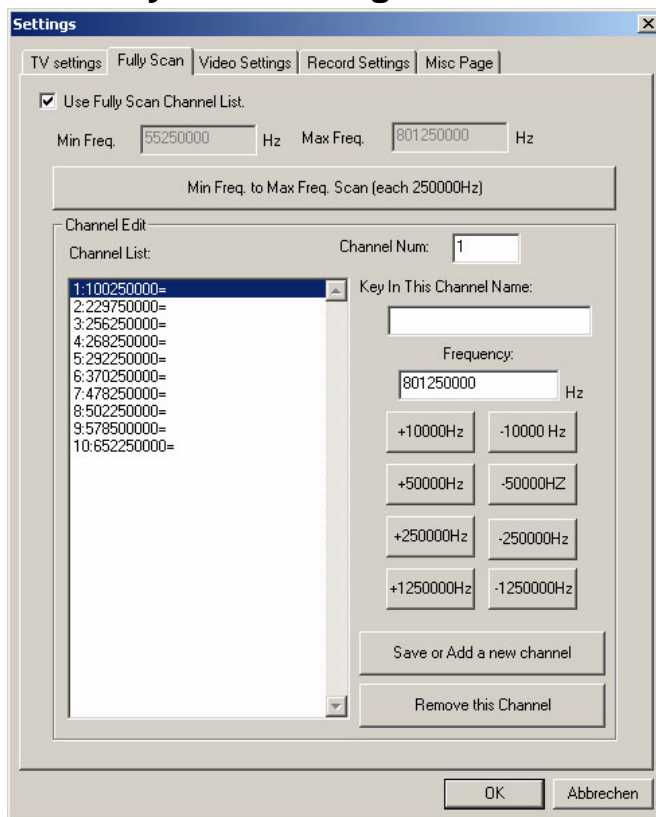 Settings
TV settings Fully Scan Video Settings Record Settings Misc Page
Use Fully Scan Channel List.
Min Freq. 55250000 Hz Max Freq. 801250000 Hz
Min Freq. to Max Freq. Scan (each 250000Hz)
Channel Edit
Channel List:
Channel Num: 1
1:100250000=
2:229750000=
3:256250000=
4:268250000=
5:292250000=
6:370250000=
7:478250000=
8:502250000=
9:578500000=
10:652250000=
Key In This Channel Name:
Frequency:
801250000 Hz
+10000Hz -10000 Hz
+50000Hz -50000HZ
+250000Hz -250000Hz
+1250000Hz -1250000Hz
Save or Add a new channel
Remove this Channel
OK Abbrechen